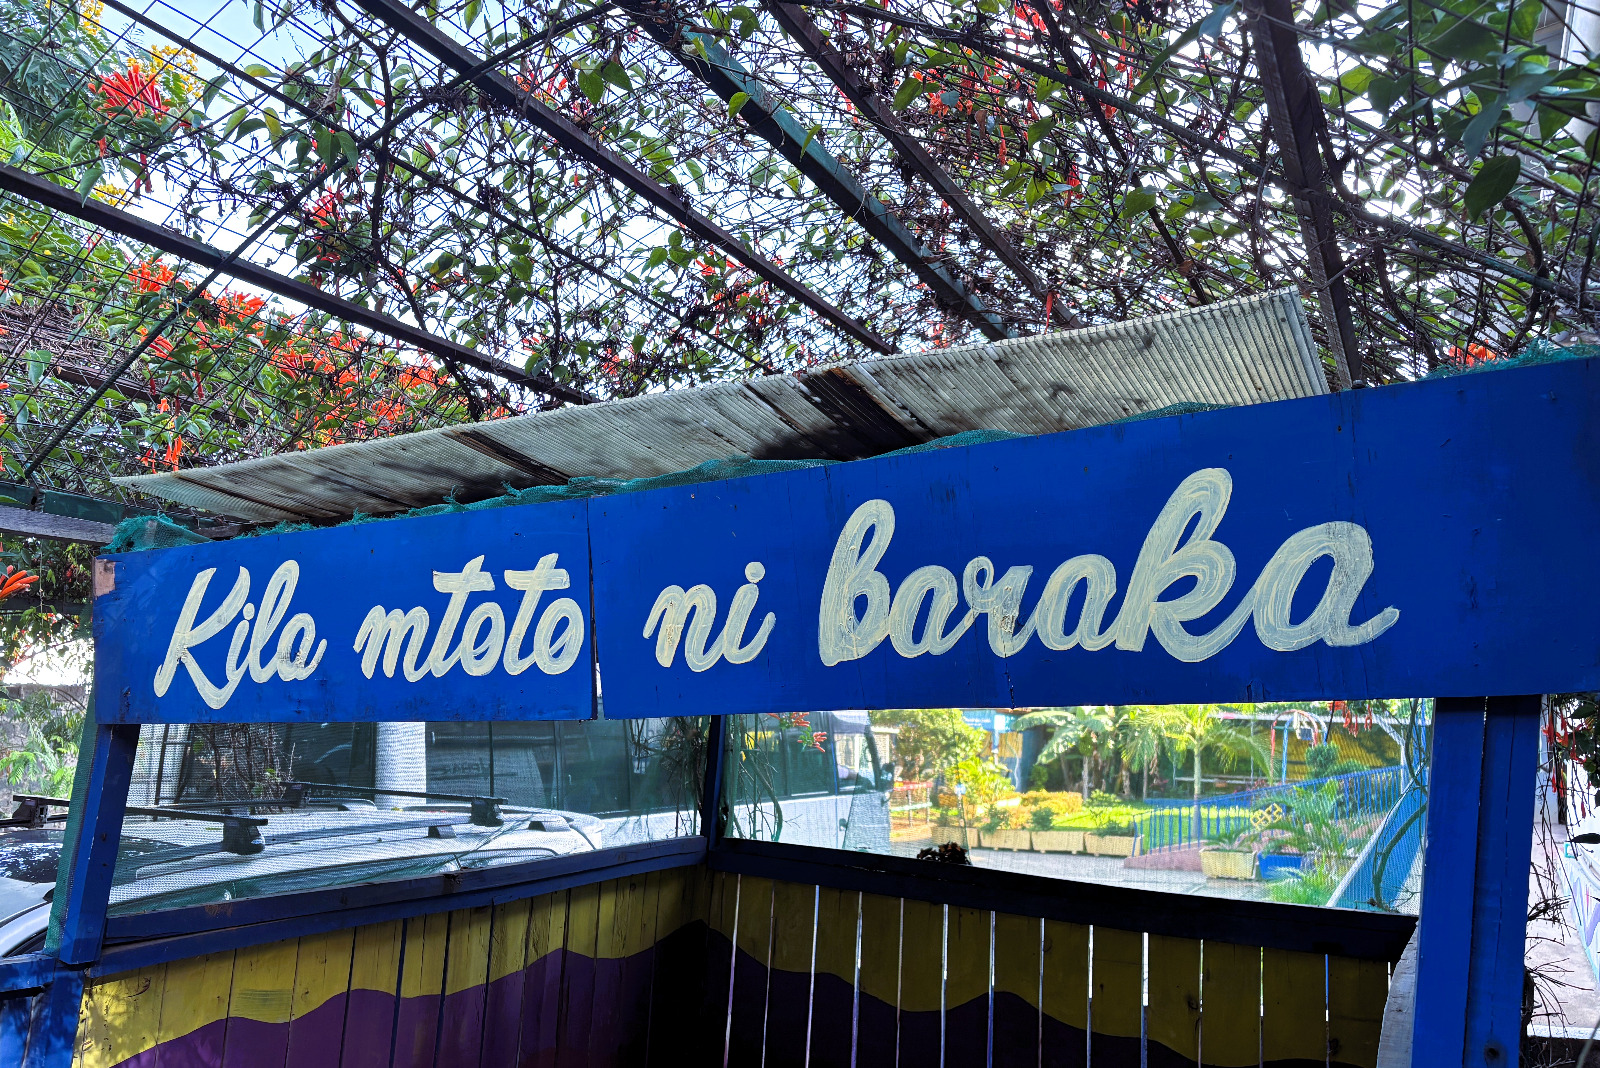 Kila mtoto ni baraka